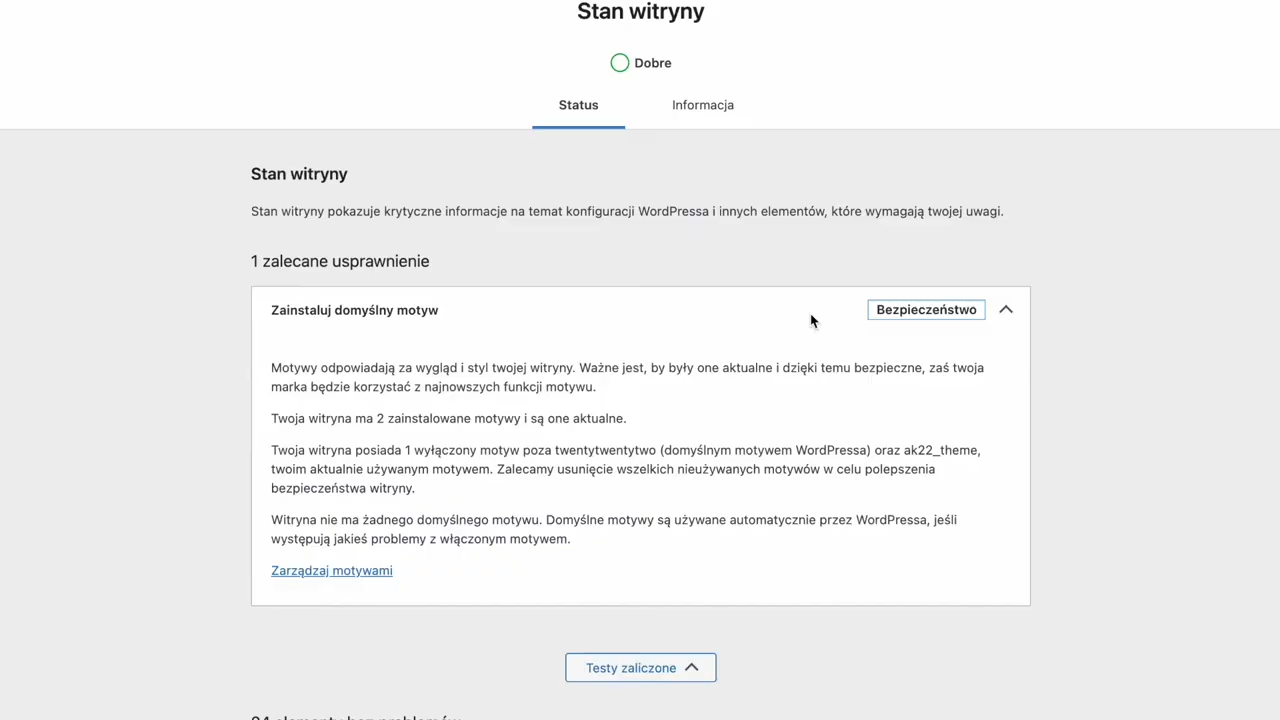 Stan witryny
Dobre
Status
Informacja
Stan witryny
Stan witryny pokazuje krytyczne informacje na temat konfiguracji WordPressa i innych elementów, które wymagają twojej uwagi.
1 zalecane usprawnienie
Zainstaluj domyślny motyw
Bezpieczeństwo
Motywy odpowiadają za wygląd i styl twojej witryny. Ważne jest, by były one aktualne i dzięki temu bezpieczne, zaś twoja
marka będzie korzystać z najnowszych funkcji motywu.
Twoja witryna ma 2 zainstalowane motywy i są one aktualne.
Twoja witryna posiada 1 wyłączony motyw poza twentytwentytwo (domyślnym motywem WordPressa) oraz ak22_theme,
twoim aktualnie używanym motywem. Zalecamy usunięcie wszelkich nieużywanych motywów w celu polepszenia
bezpieczeństwa witryny.
Witryna nie ma żadnego domyślnego motywu. Domyślne motywy są używane automatycznie przez WordPressa, jeśli
występują jakieś problemy z włączonym motywem.
Zarządzaj motywami
Testy zaliczone
elementy bez problemów